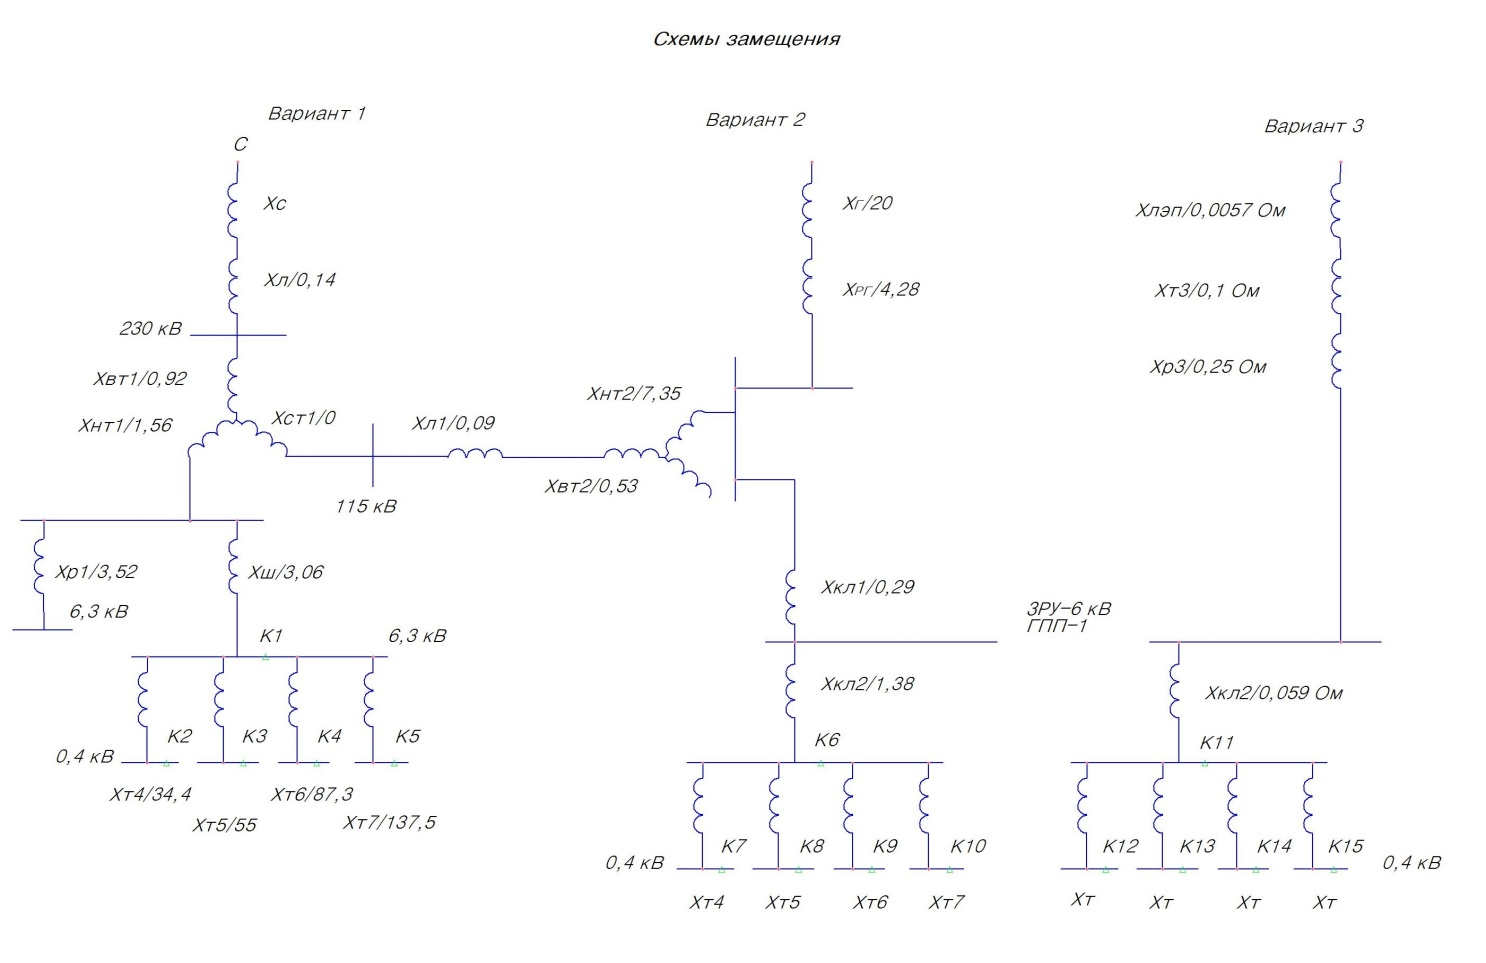 Схемы замещения
Вариант 1
Вариант 2
Вариант 3
С
Хс
Хл/0,14
230 кВ
Хвт1/0,92
Хнт1/1,56
Хст1/0
Хл1/0,09
115 кВ
Хвт2/0,53
Хнт2/7,35
Хр1/3,52
6,3 кВ
Хш/3,06
К1
6,3 кВ
К2
К3
К4
К5
0,4 кВ
Хт4/34,4
Хт5/55
Хт6/87,3
Хт7/137,5
Хг/20
Хрг/4,28
Хкл1/0,29
ЗРУ-6 кВ
ГПП-1
Хкл2/1,38
К6
К7
К8
К9
К10
0,4 кВ
Хт4
Хт5
Хт6
Хт7
Хлэп/0,0057 Ом
Хт3/0,1 Ом
Хр3/0,25 Ом
Хкл2/0,059 Ом
К11
К12
К13
К14
К15
0,4 кВ
Хт
Хт
Хт
Хт